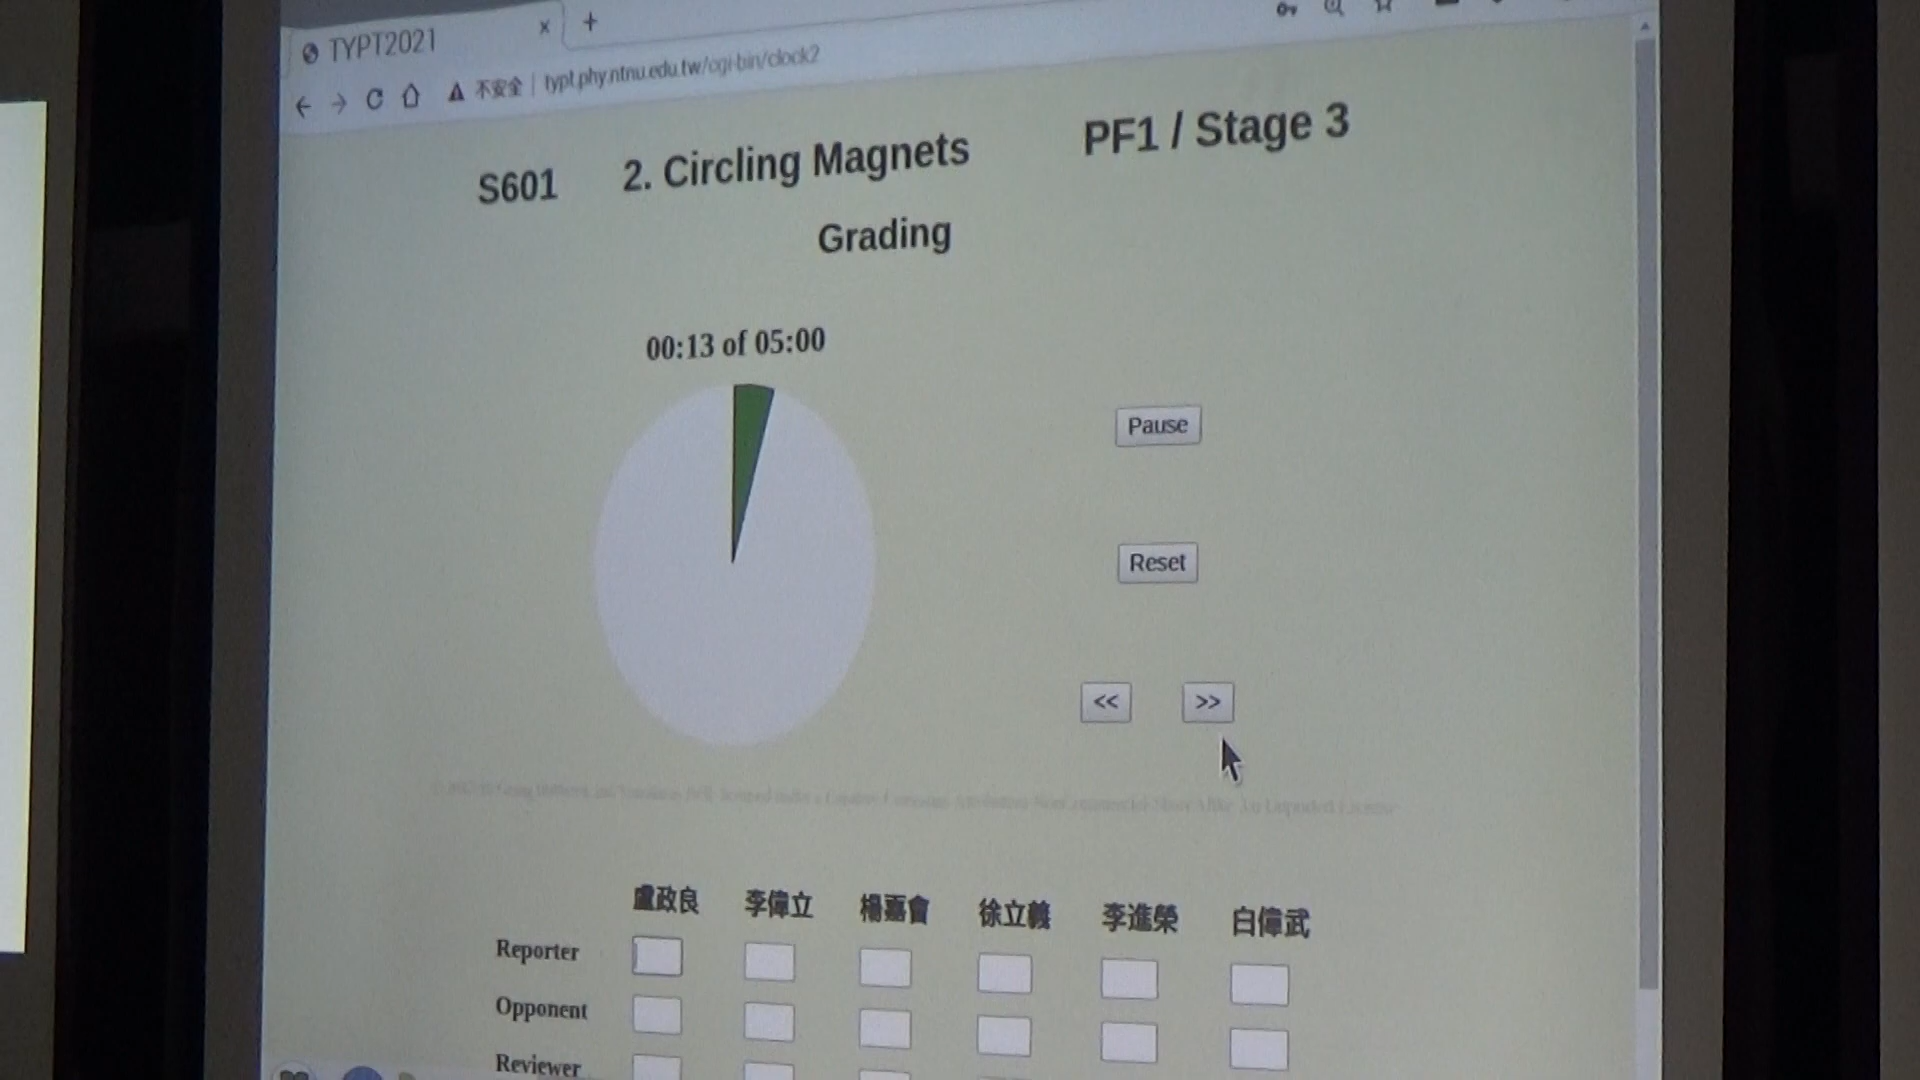 TYPT2021 x +
不安全 | typt.phy.ntnu.edu.tw/cgi-bin/clock2
S601 2. Circling Magnets PF1 / Stage 3
Grading
00:13 of 05:00
Pause
Reset
<< >>
盧政良 李偉立 楊嘉會 徐立義 李進榮 白偉武
Reporter
Opponent
Reviewer